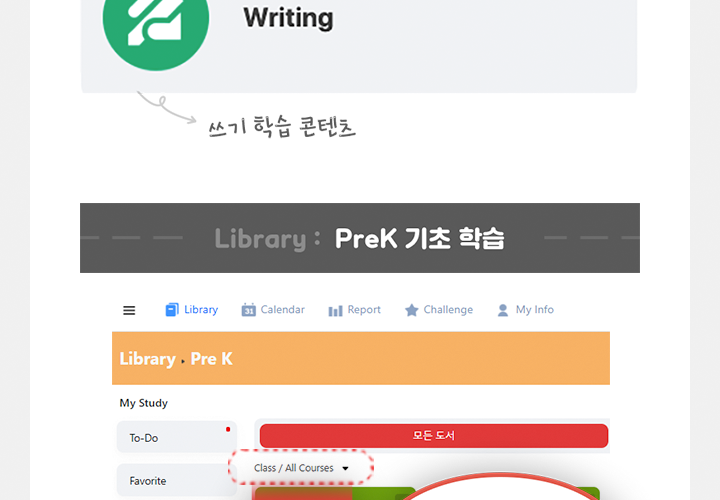 Writing
쓰기 학습 콘텐츠
Library : PreK 기초 학습
31
Library Calendar Report Challenge My Info
Library ▸ Pre K
My Study
To-Do
모든 도서
Class / All Courses
Favorite